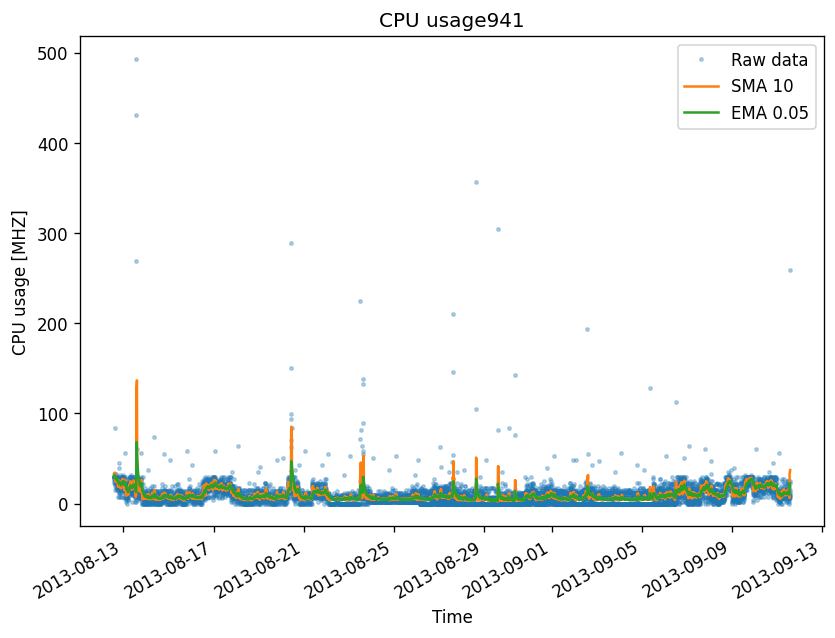 CPU usage941
Raw data
SMA 10
EMA 0.05
CPU usage [MHZ]
500
400
300
200
100
0
2013-08-13
2013-08-17
2013-08-21
2013-08-25
2013-08-29
2013-09-01
2013-09-05
2013-09-09
2013-09-13
Time